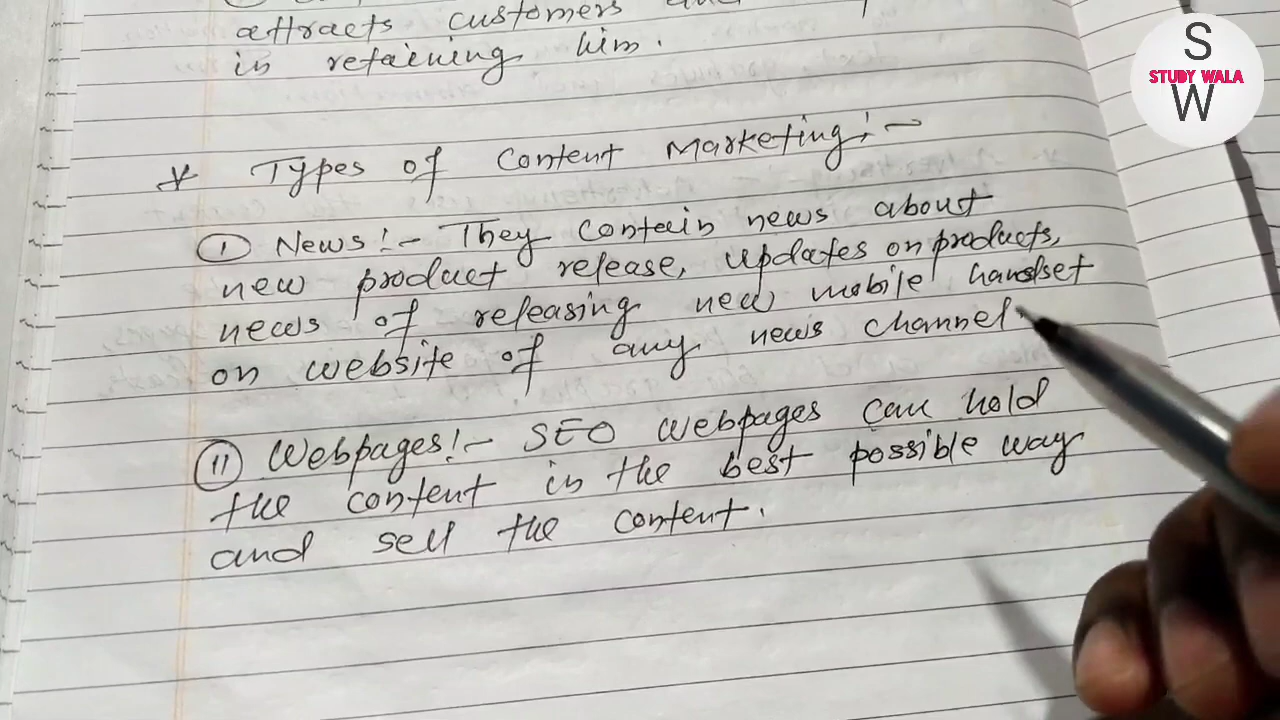 attracts customers
in retaining him.
* Types of Content Marketing:-
(I) News:- They contain news about
new product release, updates on products,
news of releasing new mobile handset
on website of any news channel.
(II) Webpages:- SEO webpages can hold
the content in the best possible way
and sell the content.
S
STUDY WALA
W